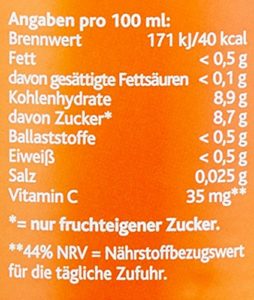 Angaben pro 100 ml:
Brennwert 171 kJ/40 kcal
Fett < 0,5 g
davon gesättigte Fettsäuren < 0,1 g
Kohlenhydrate 8,9 g
davon Zucker* 8,7 g
Ballaststoffe < 0,5 g
Eiweiß < 0,5 g
Salz 0,025 g
Vitamin C 35 mg**
*= nur fruchteigener Zucker.
**44% NRV = Nährstoffbezugswert
für die tägliche Zufuhr.